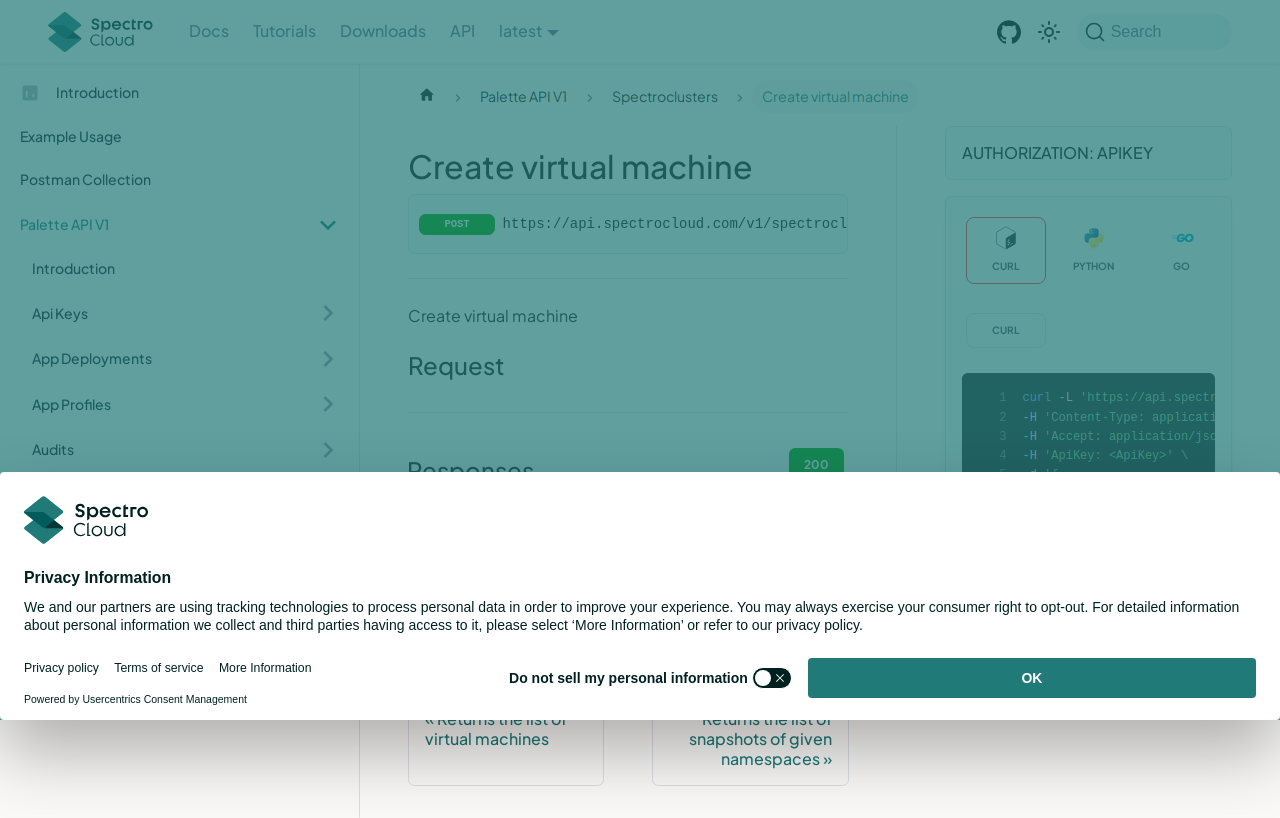 Spectro
Cloud
Docs
Tutorials
Downloads
API
latest
Search
Introduction
Example Usage
Postman Collection
Palette API V1
Introduction
Api Keys
App Deployments
App Profiles
Audits
Palette API V1
Spectroclusters
Create virtual machine
Create virtual machine
POST https://api.spectrocl
Create virtual machine
Request
Responses
200
AUTHORIZATION: APIKEY
CURL
PYTHON
GO
CURL
1 curl -L 'https://api.spectr
2 -H 'Content-Type: applicati
3 -H 'Accept: application/jso
4 -H 'ApiKey: <ApiKey>' \
Spectro
Cloud
Privacy Information
We and our partners are using tracking technologies to process personal data in order to improve your experience. You may always exercise your consumer right to opt-out. For detailed information
about personal information we collect and third parties having access to it, please select ‘More Information’ or refer to our privacy policy.
Privacy policy
Terms of service
More Information
Do not sell my personal information
OK
Powered by Usercentrics Consent Management
« Returns the list of
virtual machines
Returns the list of
snapshots of given
namespaces »